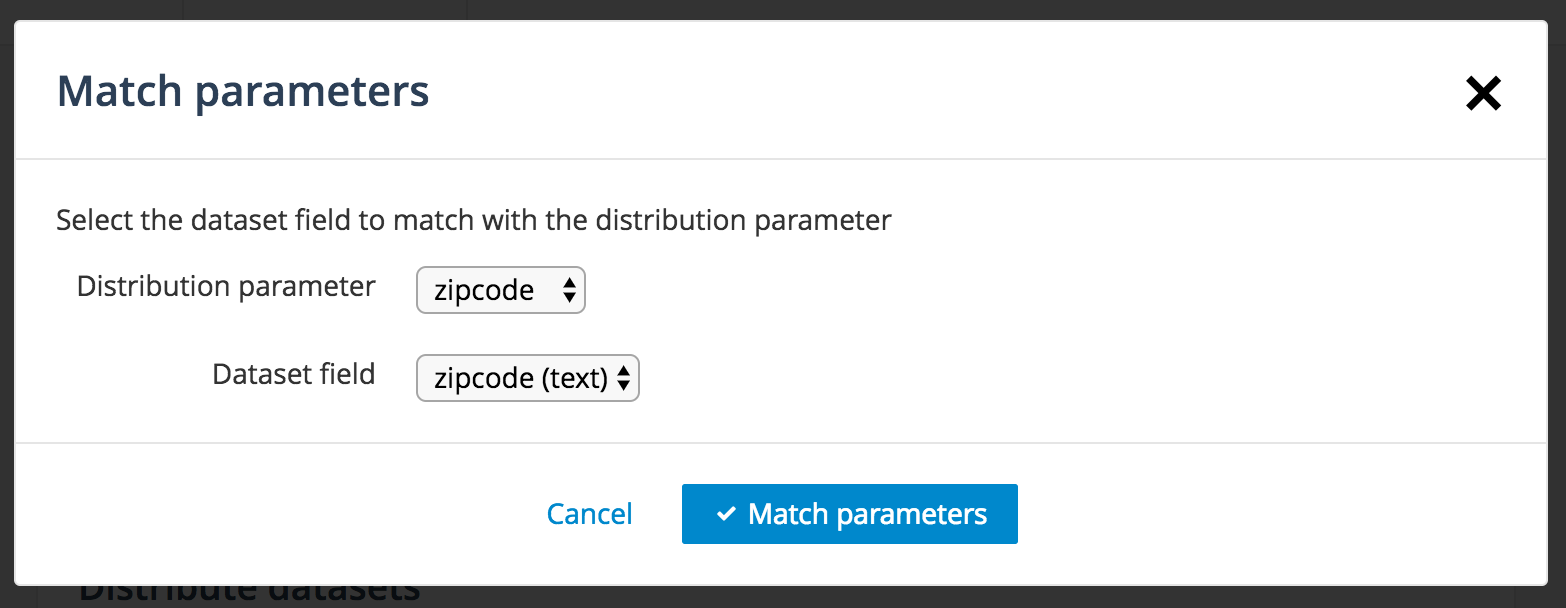 Match parameters
Select the dataset field to match with the distribution parameter
Distribution parameter zipcode
Dataset field zipcode (text)
Cancel Match parameters
Distribute datasets